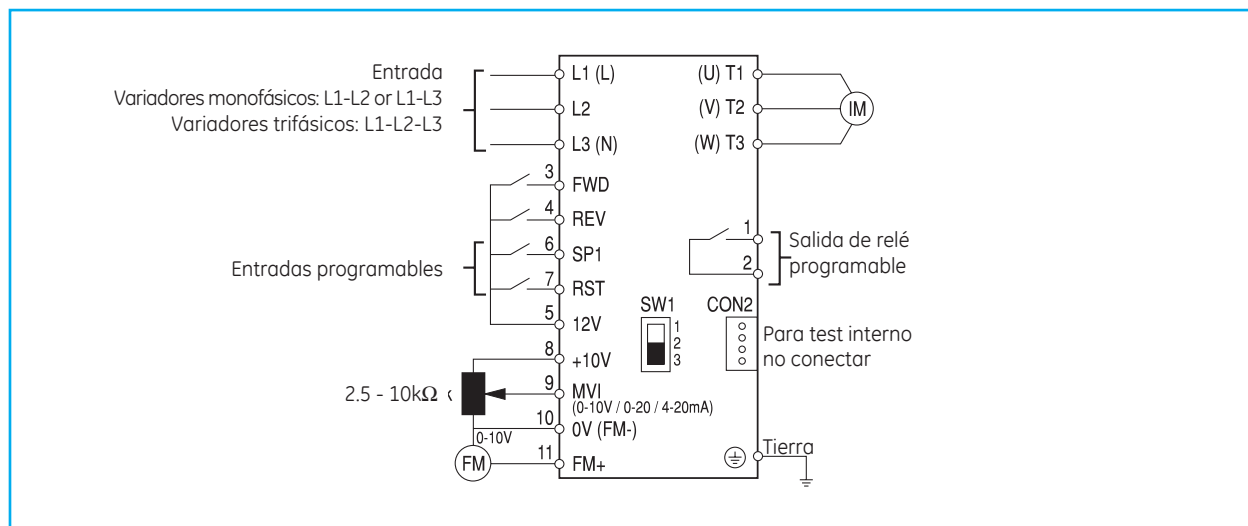 Entrada
Variadores monofásicos: L1-L2 or L1-L3
Variadores trifásicos: L1-L2-L3
L1 (L)
L2
L3 (N)
3 FWD
4 REV
6 SP1
7 RST
5 12V
Entradas programables
8 +10V
9 MVI
(0-10V / 0-20 / 4-20mA)
10 0V (FM-)
11 FM+
2.5 - 10kΩ
0-10V
FM
(U) T1
(V) T2
(W) T3
IM
1
2
Salida de relé
programable
SW1
1
2
3
CON2
Para test interno
no conectar
Tierra